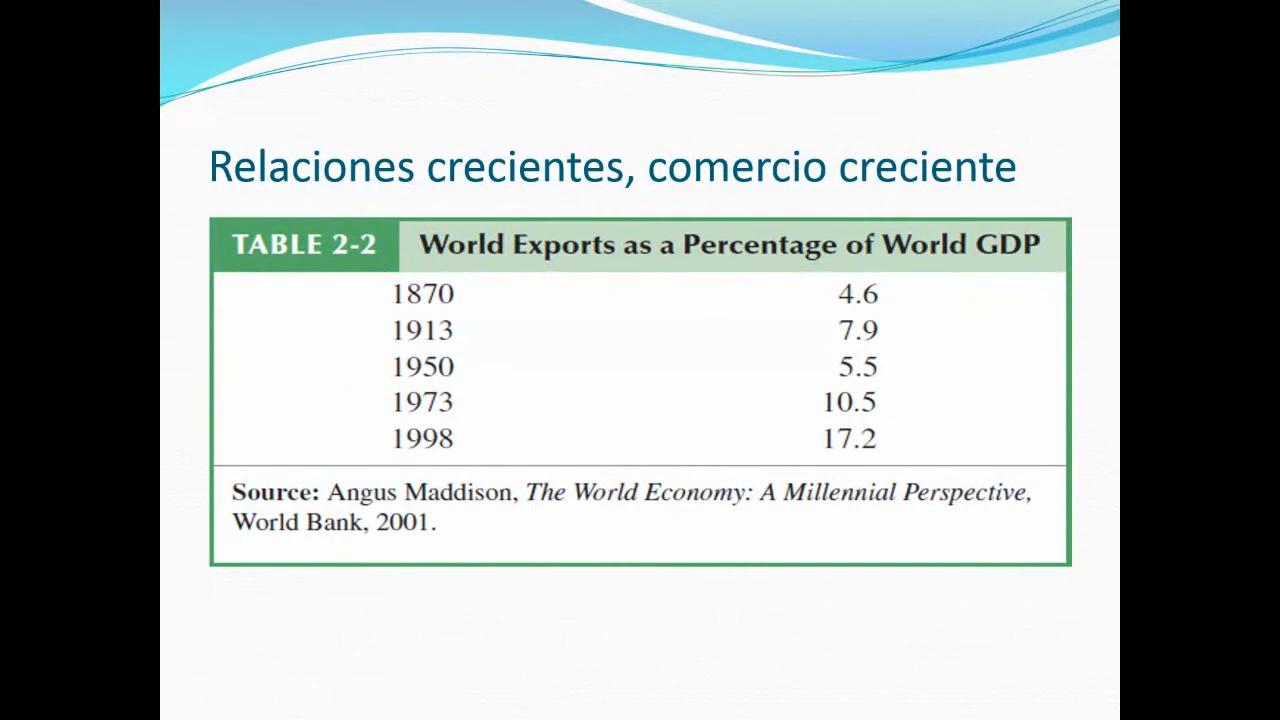 Relaciones crecientes, comercio creciente
TABLE 2-2 World Exports as a Percentage of World GDP
1870 4.6
1913 7.9
1950 5.5
1973 10.5
1998 17.2
Source: Angus Maddison, The World Economy: A Millennial Perspective,
World Bank, 2001.